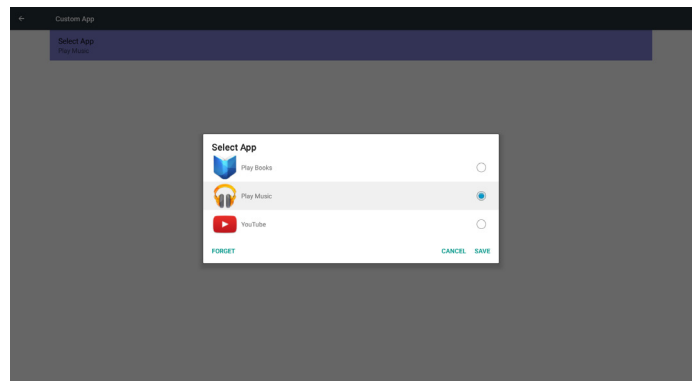 Custom App
Select App
Play Music
Select App
Play Books
Play Music
YouTube
FORGET
CANCEL SAVE